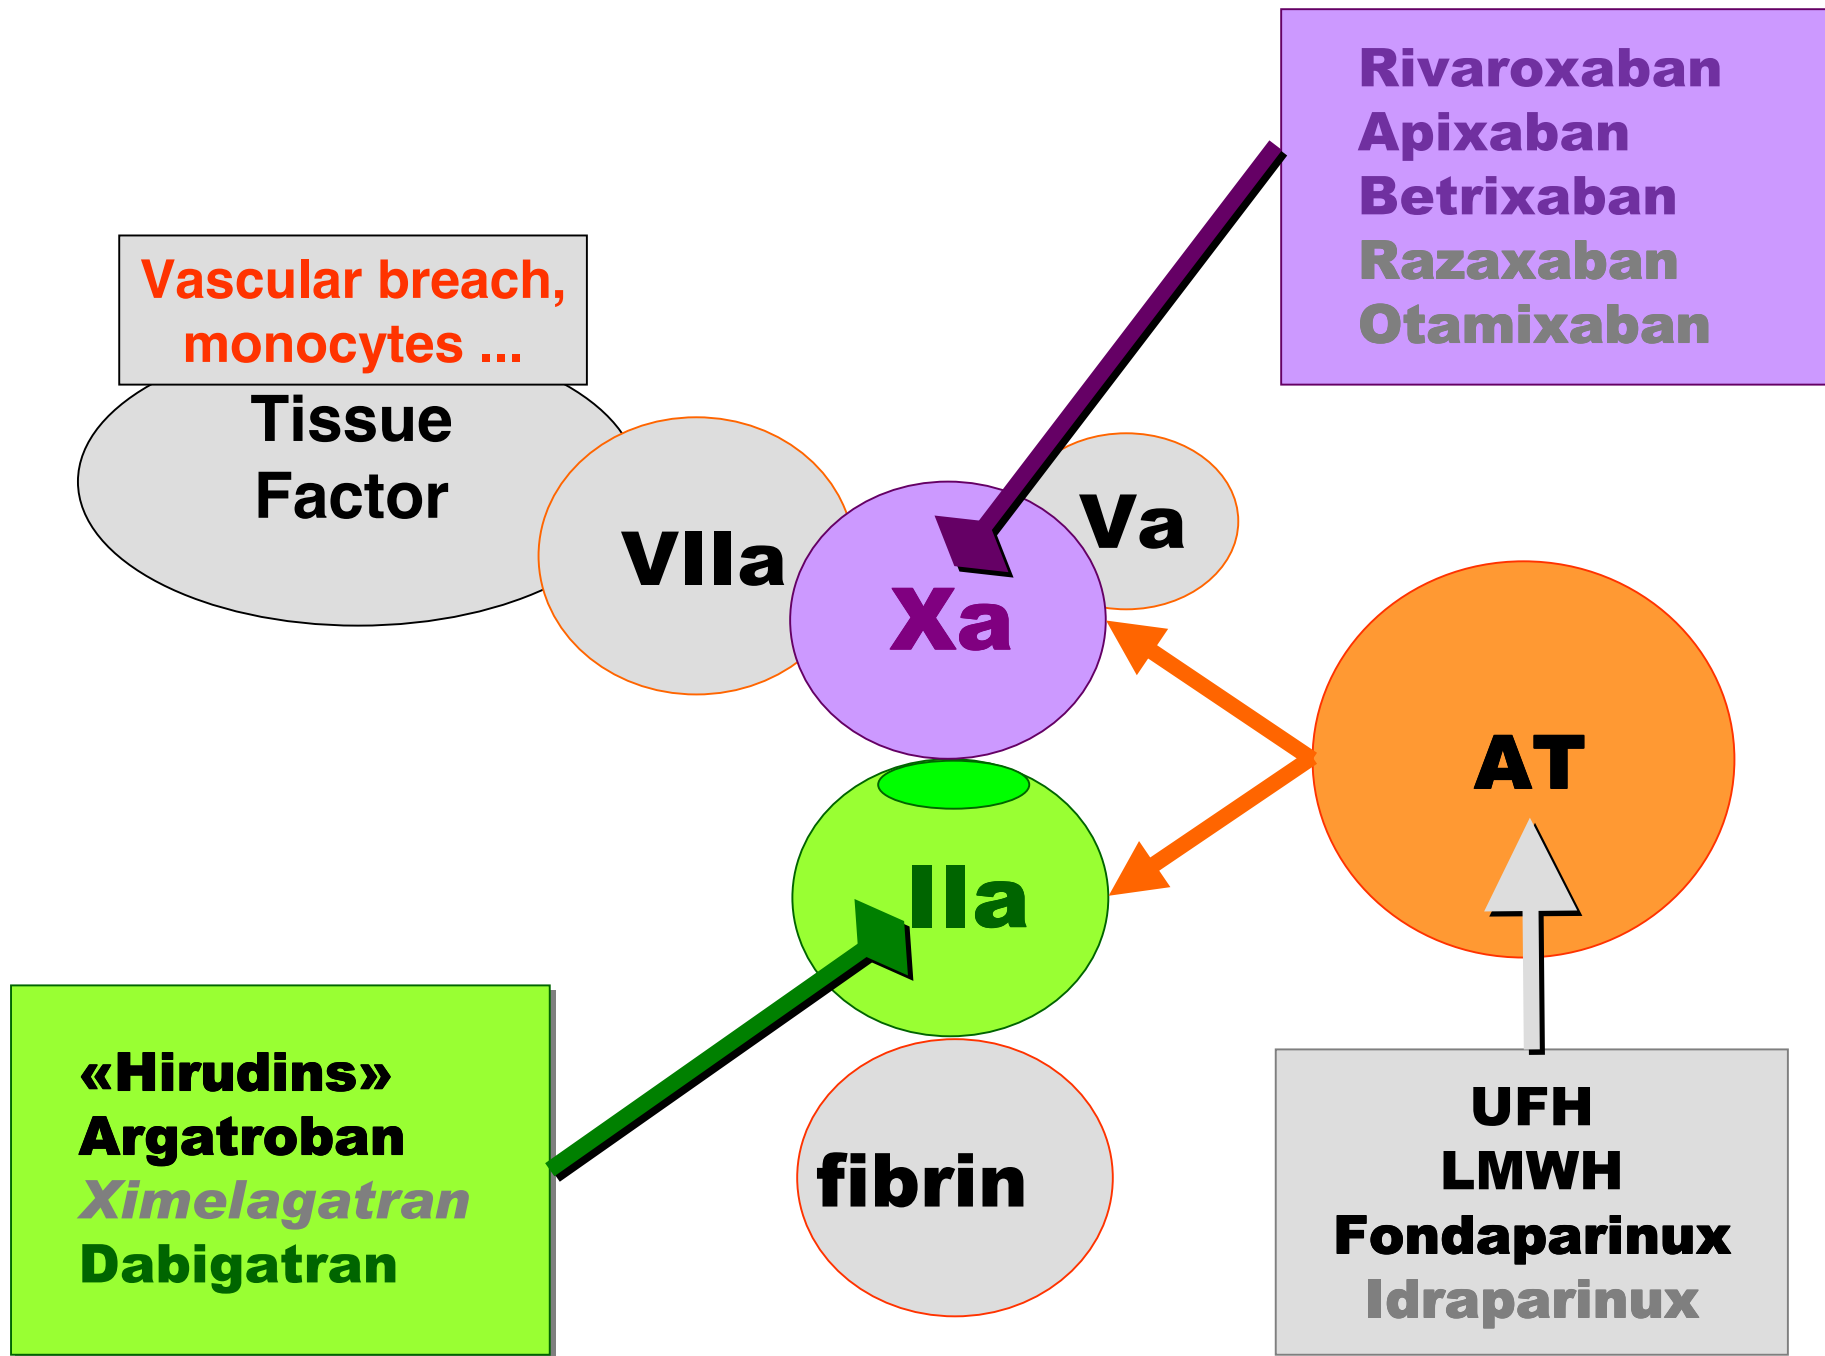 Rivaroxaban
Apixaban
Betrixaban
Razaxaban
Otamixaban
Vascular breach,
monocytes ...
Tissue
Factor
VIIa
Va
Xa
AT
IIa
«Hirudins»
Argatroban
Ximelagatran
Dabigatran
fibrin
UFH
LMWH
Fondaparinux
Idraparinux